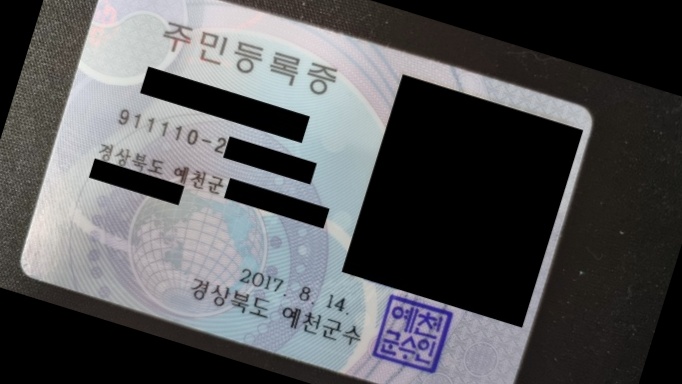 주민등록증
911110-2
경상북도 예천군
2017. 8. 14.
경상북도 예천군수
예천
군수인